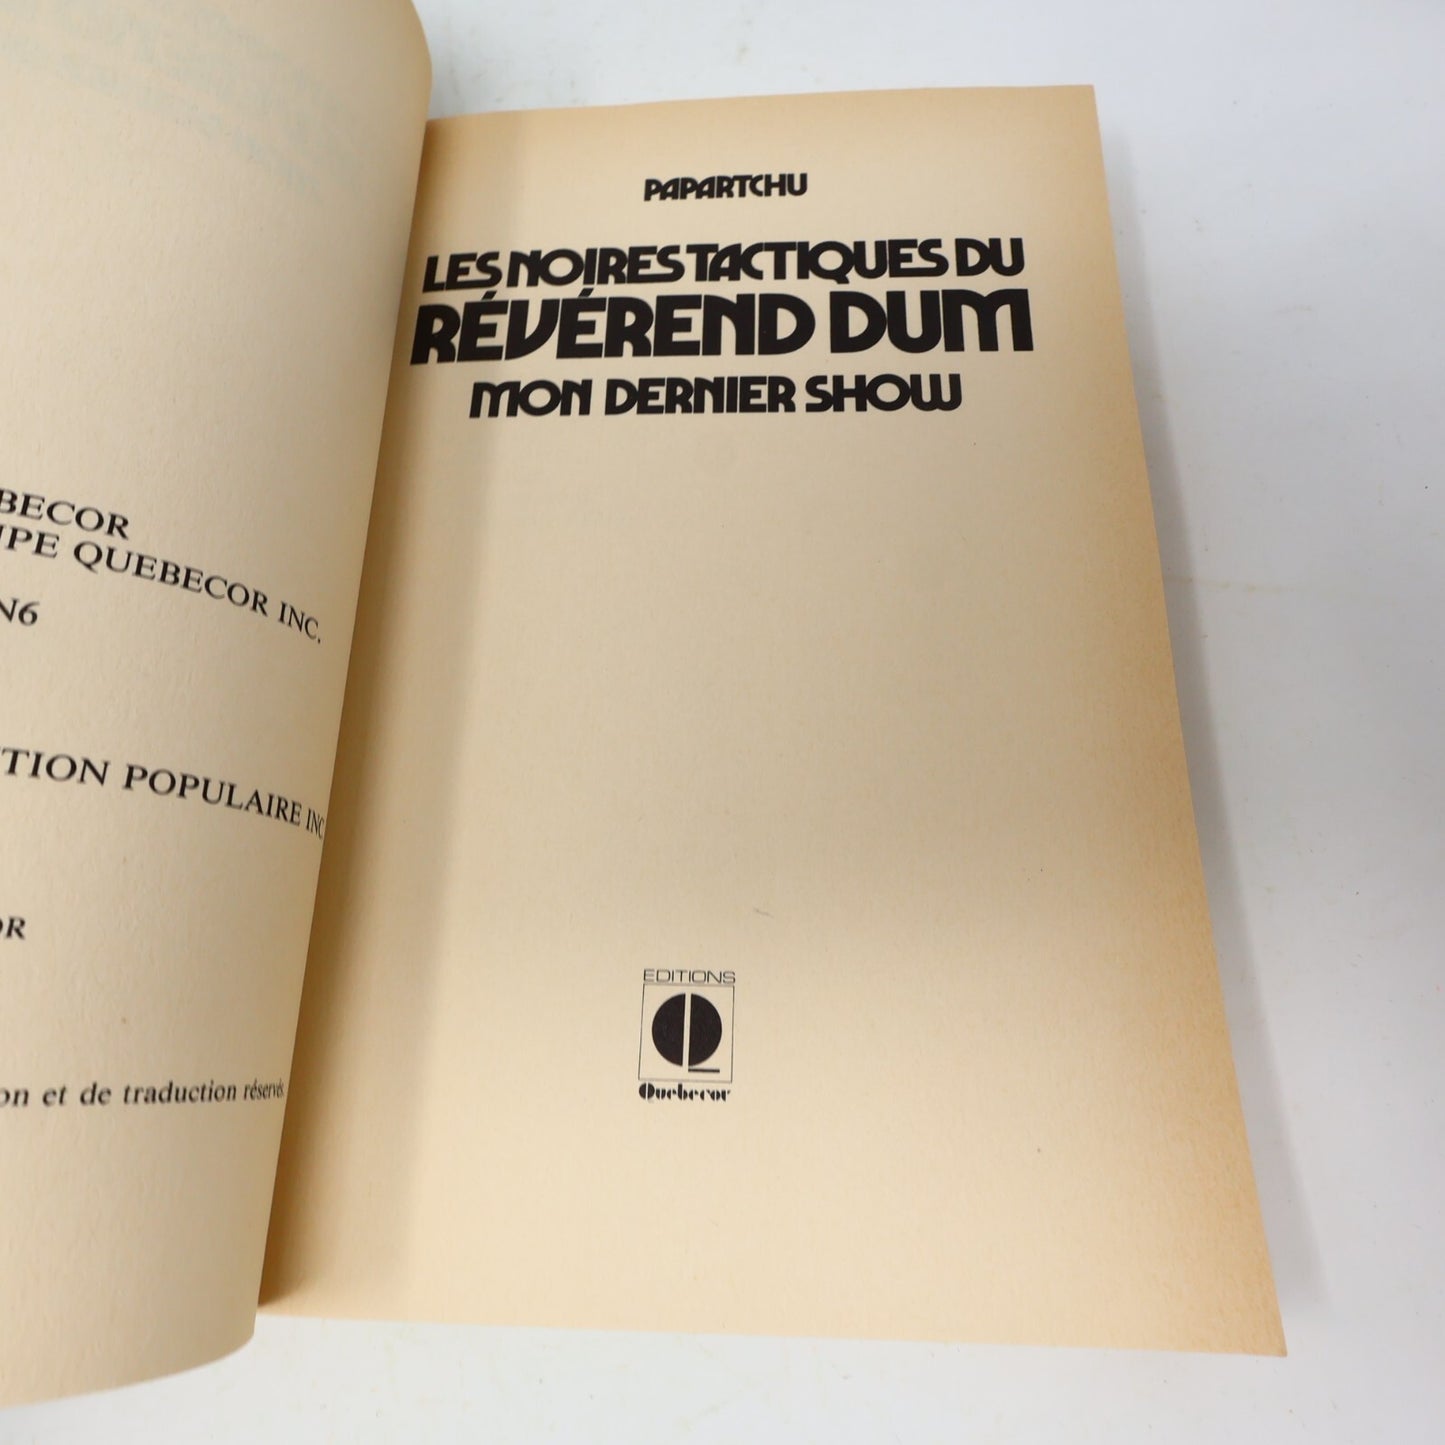 BECOR
UPE QUEBECOR INC.
N6
TION POPULAIRE INC
OR
on et de traduction réservés.
PAPARTCHU
LES NOIRES TACTIQUES DU
RÉVÉREND DUM
MON DERNIER SHOW
EDITIONS
Quebecor